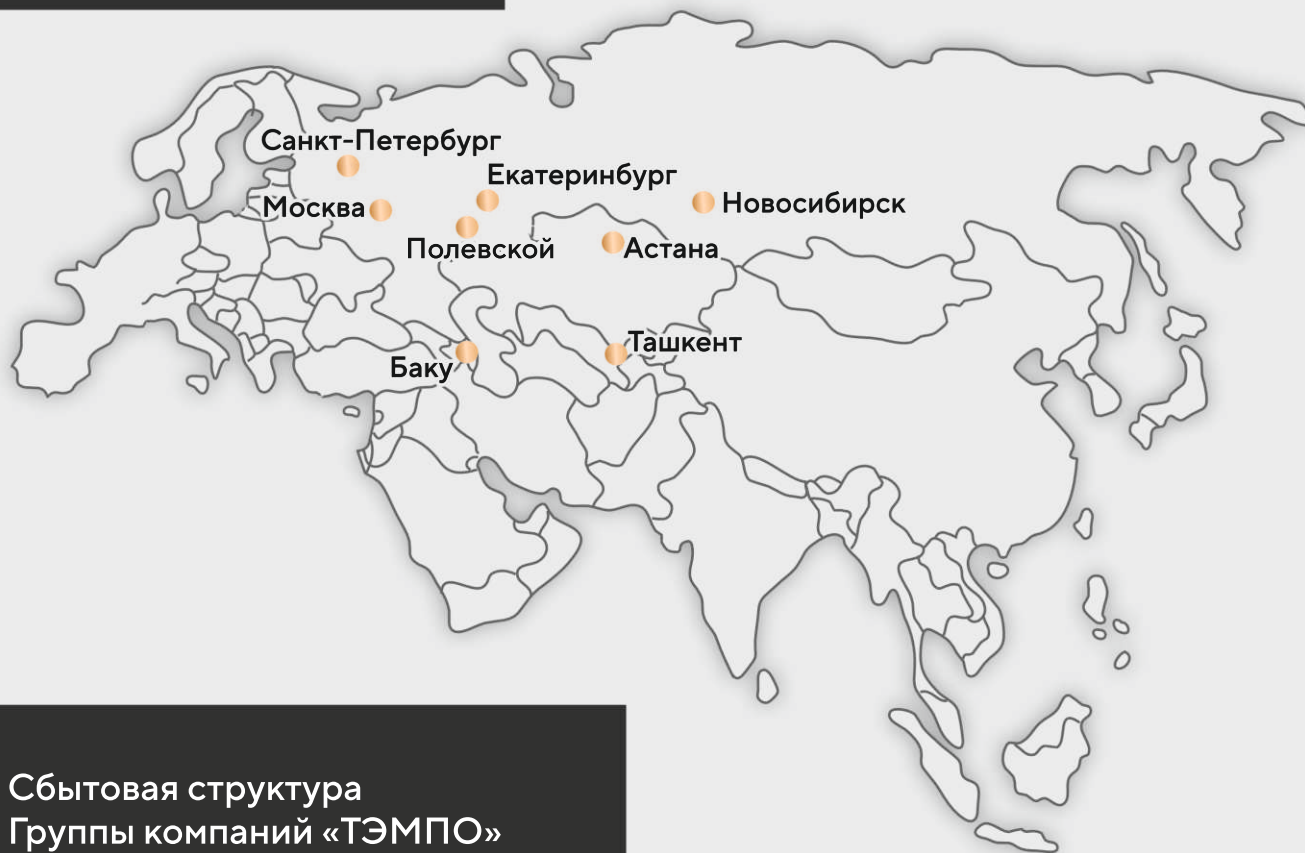 Санкт-Петербург
Екатеринбург
Москва
Новосибирск
Полевской
Астана
Ташкент
Баку
Сбытовая структура
Группы компаний «ТЭМПО»